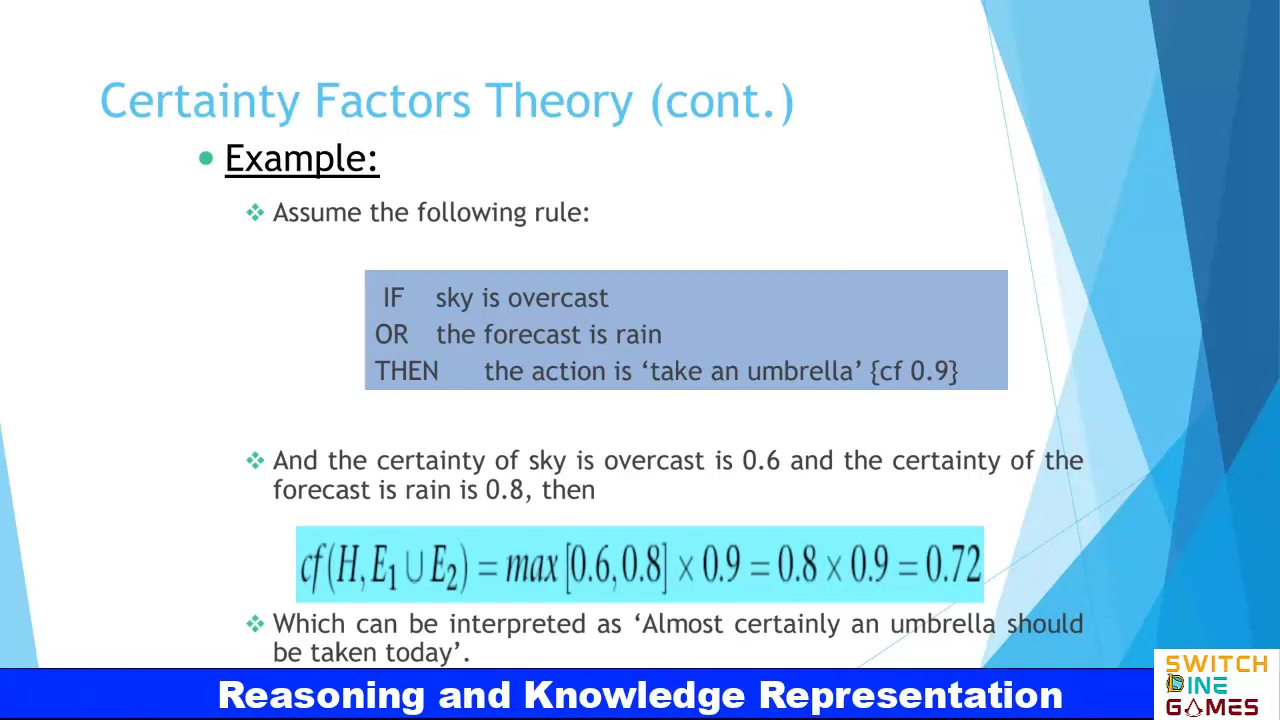 Certainty Factors Theory (cont.)
• Example:
❖ Assume the following rule:
IF sky is overcast
OR the forecast is rain
THEN the action is ‘take an umbrella’ {cf 0.9}
❖ And the certainty of sky is overcast is 0.6 and the certainty of the
forecast is rain is 0.8, then
cf(H, E₁ ∪ E₂) = max [0.6, 0.8] × 0.9 = 0.8 × 0.9 = 0.72
❖ Which can be interpreted as ‘Almost certainly an umbrella should
be taken today’.
Reasoning and Knowledge Representation
SWITCH
BINE
GAMES